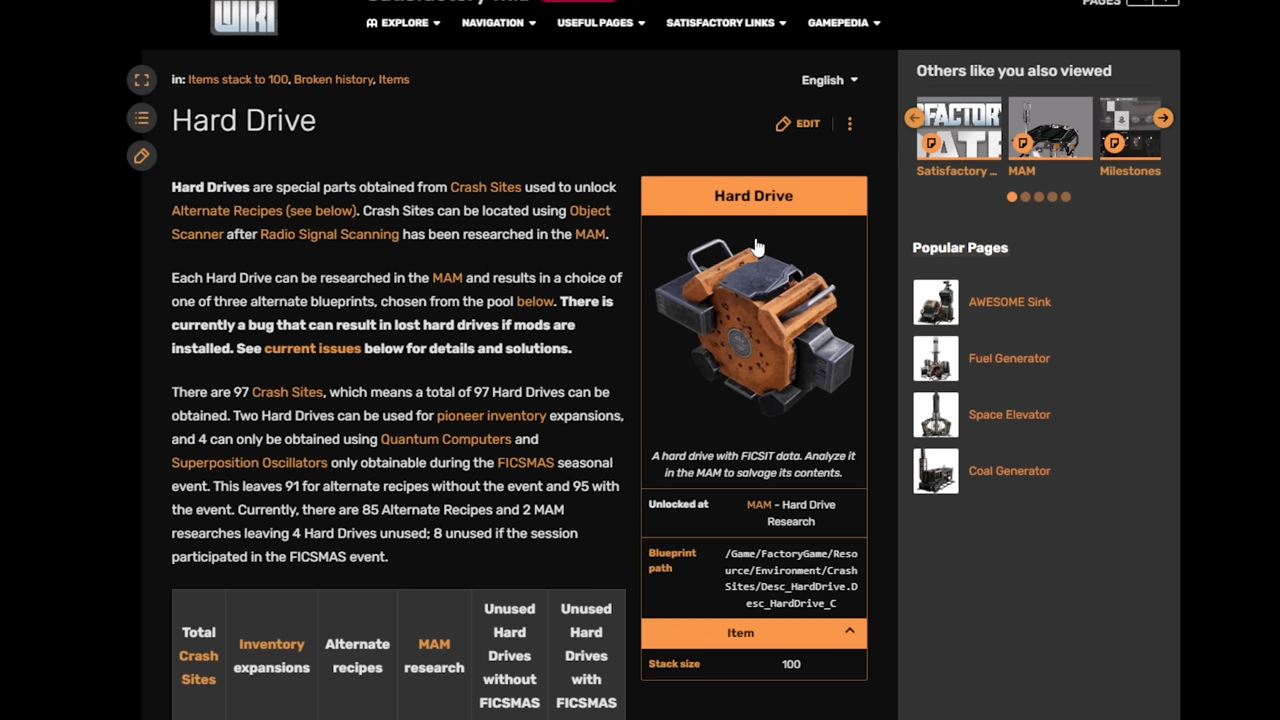 WIKI
EXPLORE NAVIGATION USEFUL PAGES SATISFACTORY LINKS GAMEPEDIA
PAGES
in: Items stack to 100, Broken history, Items
English
Hard Drive
EDIT
Hard Drives are special parts obtained from Crash Sites used to unlock
Alternate Recipes (see below). Crash Sites can be located using Object
Scanner after Radio Signal Scanning has been researched in the MAM.
Each Hard Drive can be researched in the MAM and results in a choice of
one of three alternate blueprints, chosen from the pool below. There is
currently a bug that can result in lost hard drives if mods are
installed. See current issues below for details and solutions.
There are 97 Crash Sites, which means a total of 97 Hard Drives can be
obtained. Two Hard Drives can be used for pioneer inventory expansions,
and 4 can only be obtained using Quantum Computers and
Superposition Oscillators only obtainable during the FICSMAS seasonal
event. This leaves 91 for alternate recipes without the event and 95 with
the event. Currently, there are 85 Alternate Recipes and 2 MAM
researches leaving 4 Hard Drives unused; 8 unused if the session
participated in the FICSMAS event.
Total
Crash
Sites
Inventory
expansions
Alternate
recipes
MAM
research
Unused
Hard
Drives
without
FICSMAS
Unused
Hard
Drives
with
FICSMAS
Hard Drive
A hard drive with FICSIT data. Analyze it
in the MAM to salvage its contents.
Unlocked at
MAM - Hard Drive
Research
Blueprint
path
/Game/FactoryGame/Reso
urce/Environment/Crash
Sites/Desc_HardDrive.D
esc_HardDrive_C
Item
Stack size
100
Others like you also viewed
Satisfactory ...
MAM
Milestones
Popular Pages
AWESOME Sink
Fuel Generator
Space Elevator
Coal Generator